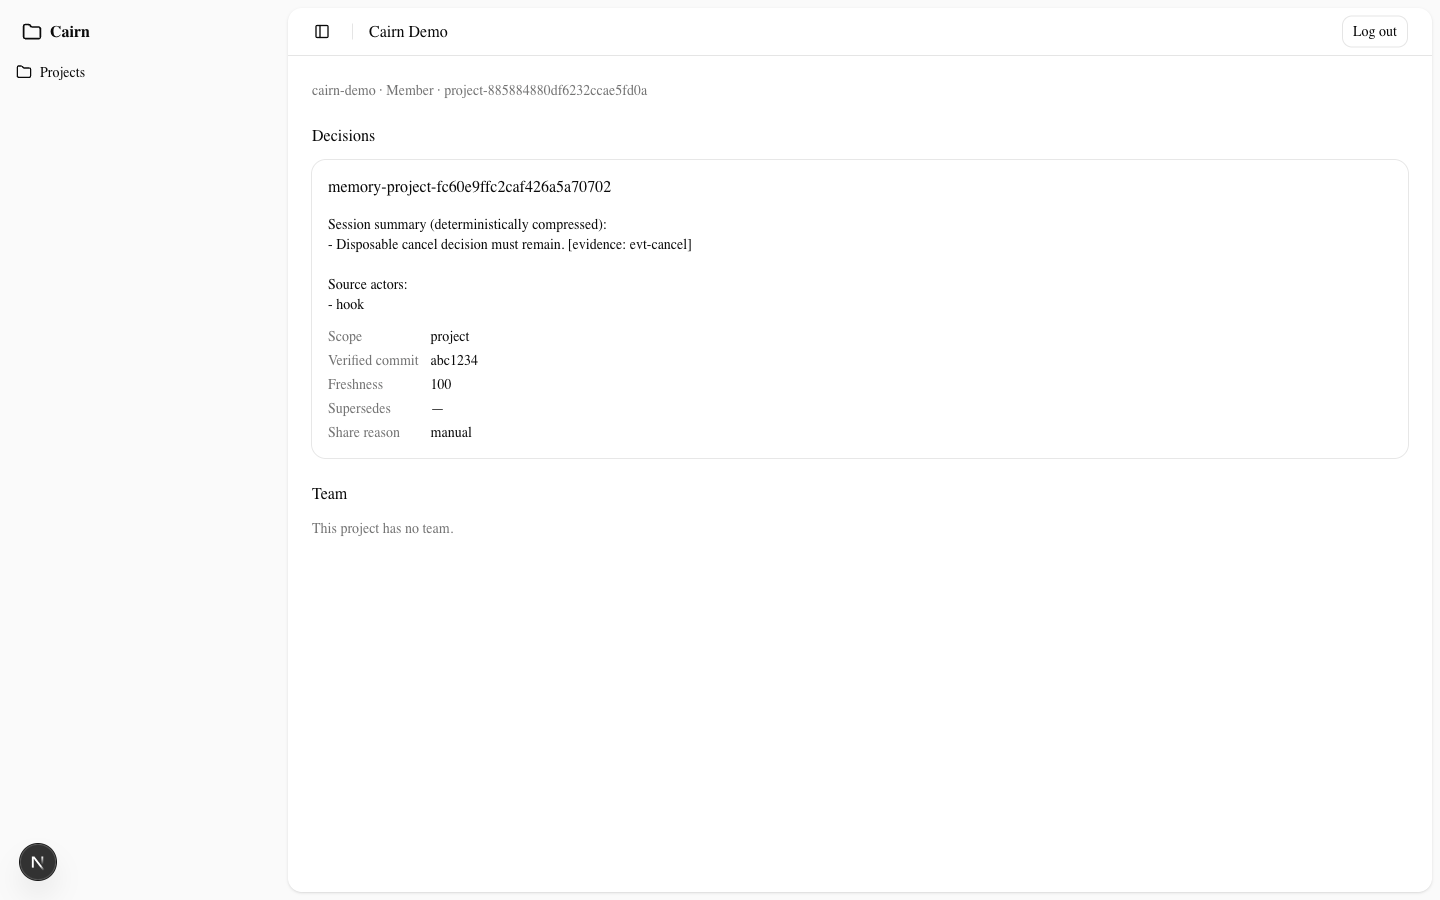 Cairn
Projects
Cairn Demo
Log out
cairn-demo · Member · project-885884880df6232ccae5fd0a
Decisions
memory-project-fc60e9ffc2caf426a5a70702
Session summary (deterministically compressed):
- Disposable cancel decision must remain. [evidence: evt-cancel]
Source actors:
- hook
Scope project
Verified commit abc1234
Freshness 100
Supersedes —
Share reason manual
Team
This project has no team.
N